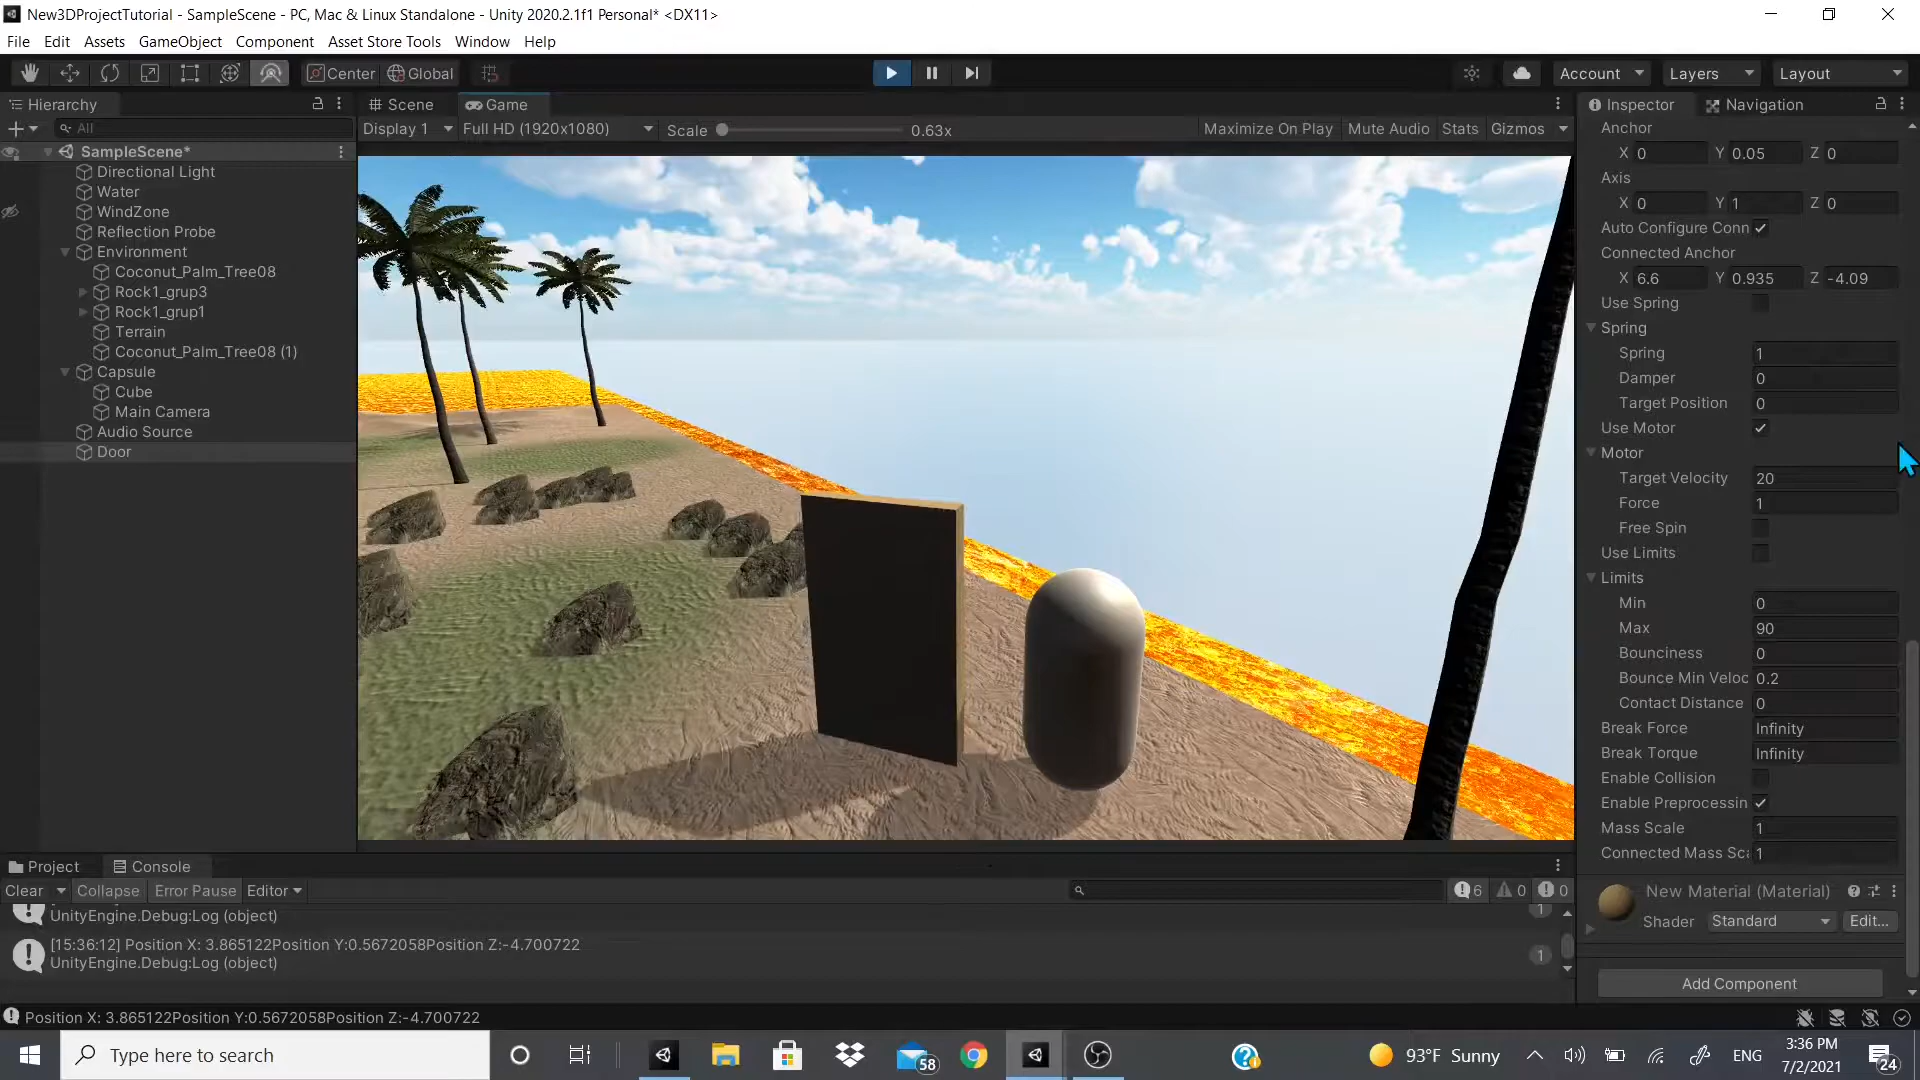 New3DProjectTutorial - SampleScene - PC, Mac & Linux Standalone - Unity 2020.2.1f1 Personal* <DX11>
File Edit Assets GameObject Component Asset Store Tools Window Help
Center Global Account Layers Layout
Hierarchy
Scene Game
Inspector Navigation
All
Display 1 Full HD (1920x1080) Scale 0.63x Maximize On Play Mute Audio Stats Gizmos
SampleScene*
Directional Light
Water
WindZone
Reflection Probe
Environment
Coconut_Palm_Tree08
Rock1_grup3
Rock1_grup1
Terrain
Coconut_Palm_Tree08 (1)
Capsule
Cube
Main Camera
Audio Source
Door
Anchor
X 0 Y 0.05 Z 0
Axis
X 0 Y 1 Z 0
Auto Configure Conn
Connected Anchor
X 6.6 Y 0.935 Z -4.09
Use Spring
Spring
Spring 1
Damper 0
Target Position 0
Use Motor
Motor
Target Velocity 20
Force 1
Free Spin
Use Limits
Limits
Min 0
Max 90
Bounciness 0
Bounce Min Veloc 0.2
Contact Distance 0
Break Force Infinity
Break Torque Infinity
Enable Collision
Enable Preprocessin
Mass Scale 1
Connected Mass Sca 1
New Material (Material)
Shader Standard Edit...
Add Component
Project Console
Clear Collapse Error Pause Editor 6 0 0
UnityEngine.Debug:Log (object) 1
[15:36:12] Position X: 3.865122Position Y:0.5672058Position Z:-4.700722
UnityEngine.Debug:Log (object) 1
Position X: 3.865122Position Y:0.5672058Position Z:-4.700722
Type here to search
58
93°F Sunny
ENG
3:36 PM
7/2/2021
24